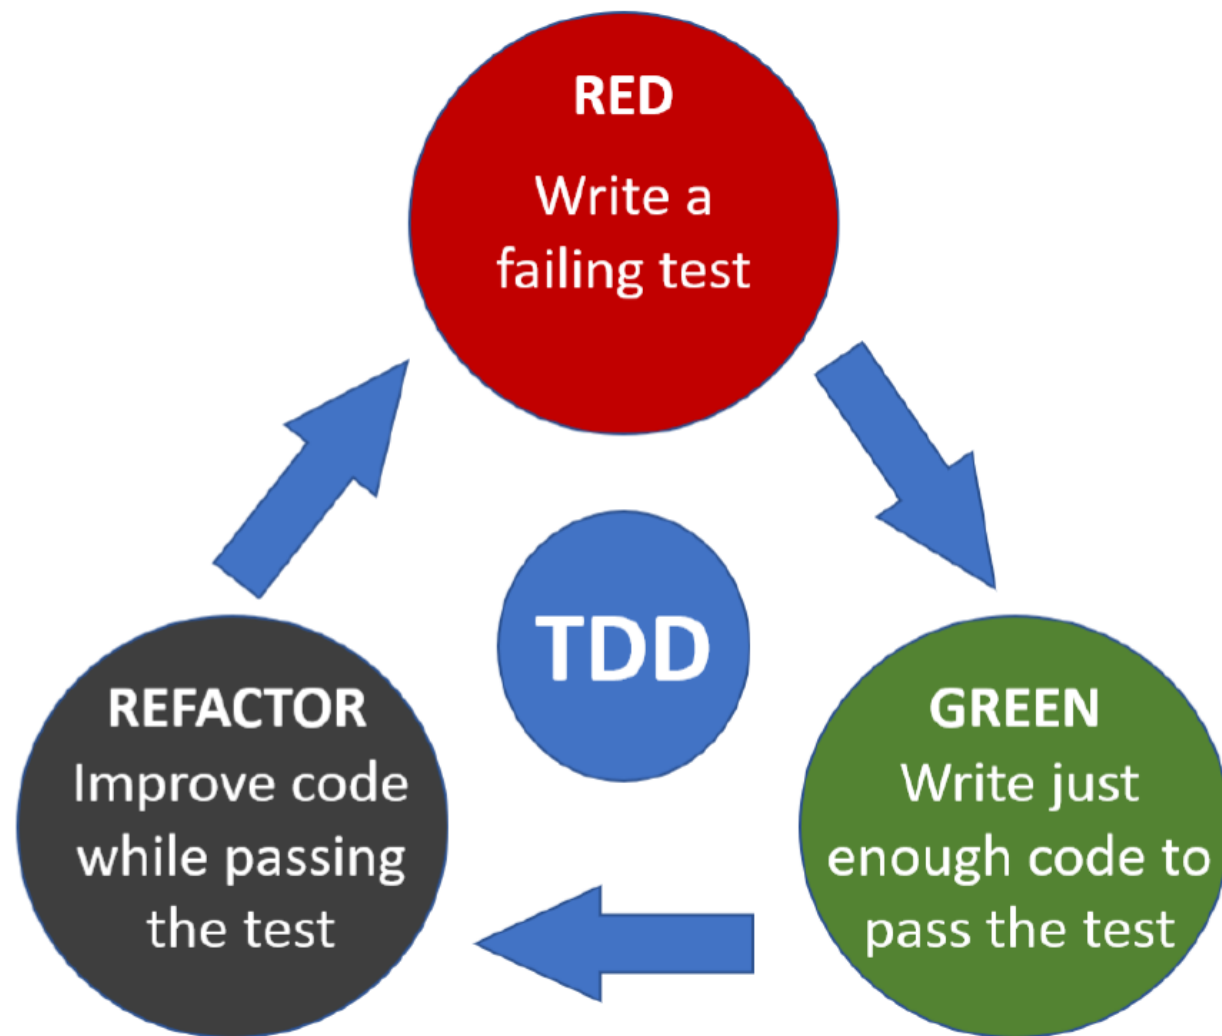 RED
Write a
failing test
TDD
REFACTOR
Improve code
while passing
the test
GREEN
Write just
enough code to
pass the test